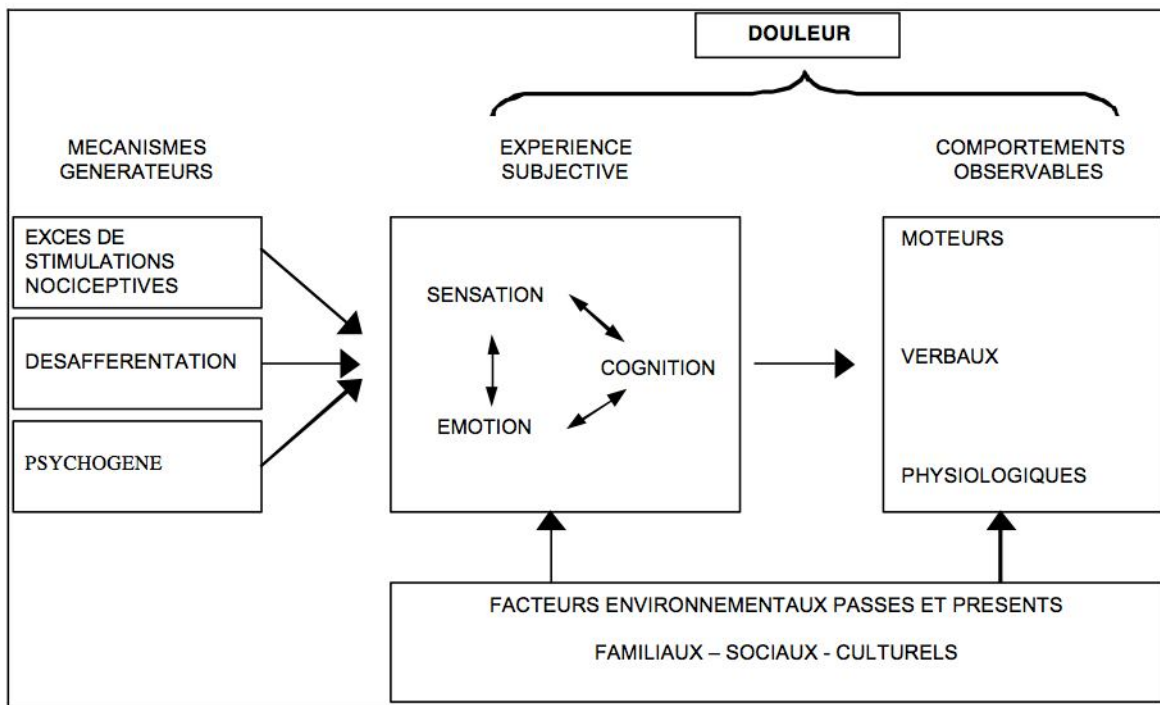 DOULEUR
MECANISMES
GENERATEURS
EXPERIENCE
SUBJECTIVE
COMPORTEMENTS
OBSERVABLES
EXCES DE
STIMULATIONS
NOCICEPTIVES
DESAFFERENTATION
PSYCHOGENE
SENSATION
COGNITION
EMOTION
MOTEURS
VERBAUX
PHYSIOLOGIQUES
FACTEURS ENVIRONNEMENTAUX PASSES ET PRESENTS
FAMILIAUX – SOCIAUX - CULTURELS